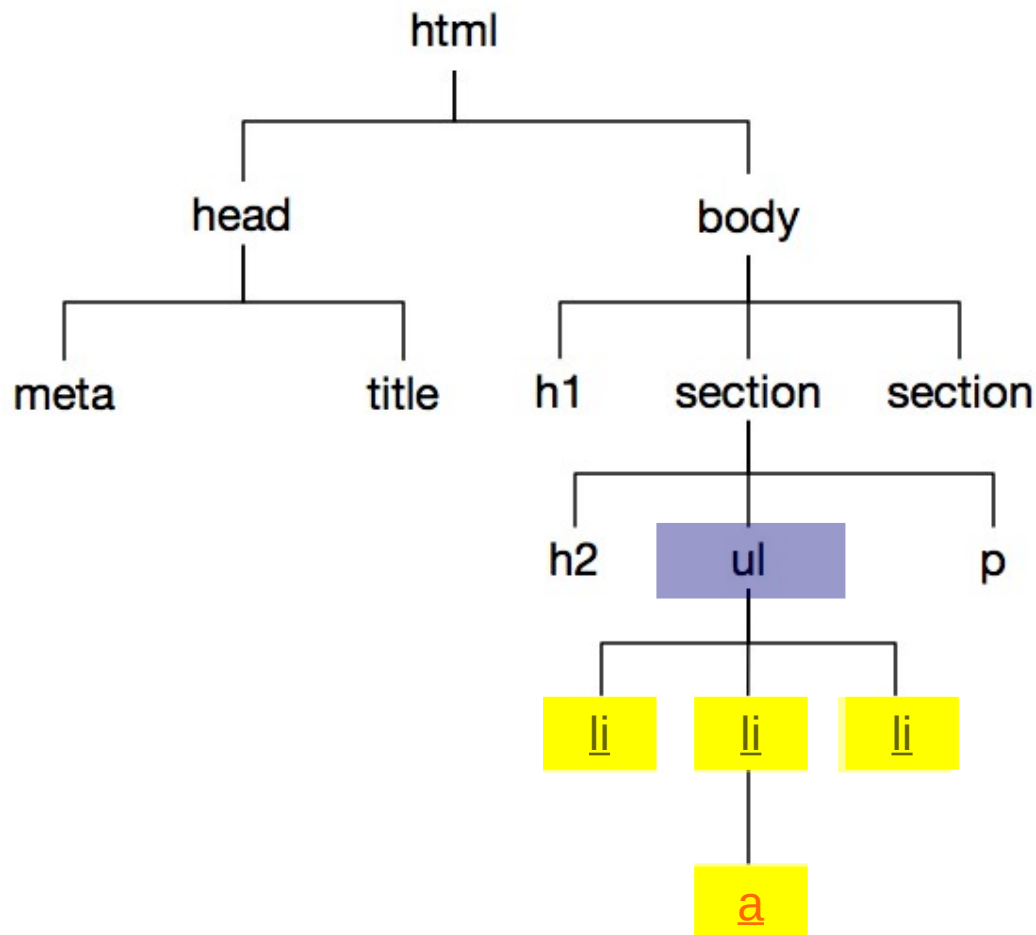 html
head body
meta title h1 section section
h2 ul p
li li li
a